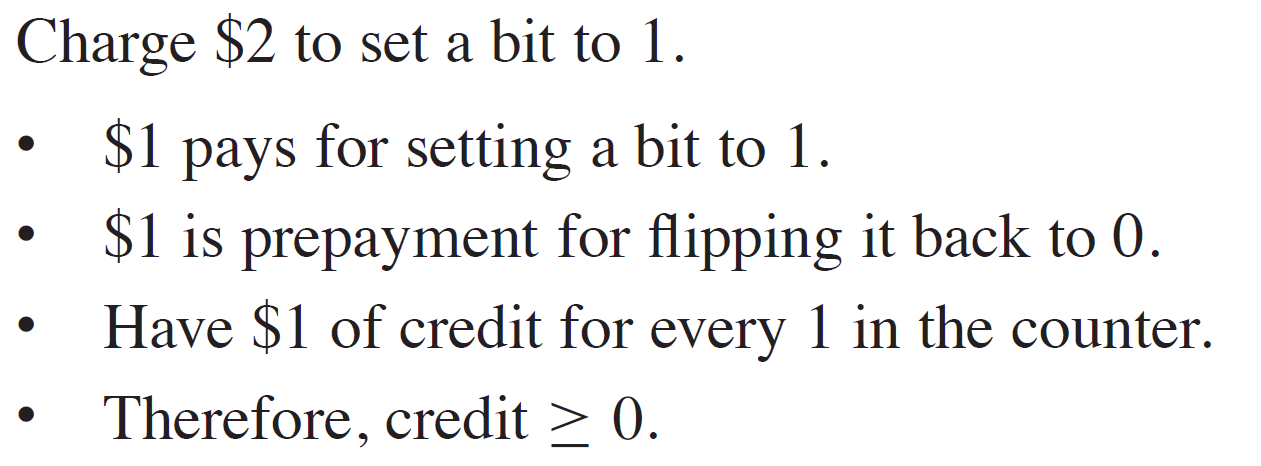 Charge $2 to set a bit to 1.
• $1 pays for setting a bit to 1.
• $1 is prepayment for flipping it back to 0.
• Have $1 of credit for every 1 in the counter.
• Therefore, credit ≥ 0.